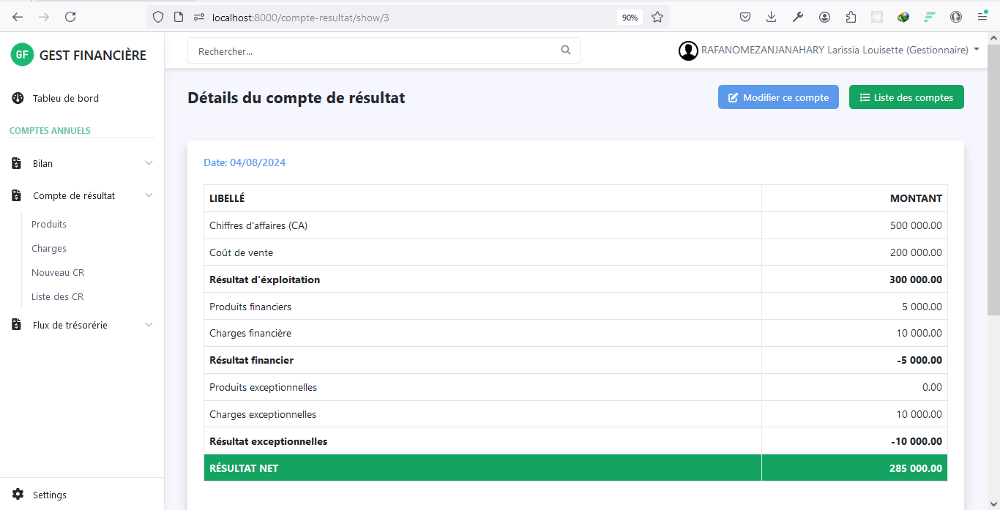 localhost:8000/compte-resultat/show/3
90%
GF GEST FINANCIÈRE
Rechercher...
RAFANOMEZANJANAHARY Larissia Louisette (Gestionnaire)
Tableu de bord
COMPTES ANNUELS
Bilan
Compte de résultat
Produits
Charges
Nouveau CR
Liste des CR
Flux de trésorérie
Settings
Détails du compte de résultat
Modifier ce compte
Liste des comptes
Date: 04/08/2024
LIBELLÉ MONTANT
Chiffres d'affaires (CA) 500 000.00
Coût de vente 200 000.00
Résultat d'éxploitation 300 000.00
Produits financiers 5 000.00
Charges financière 10 000.00
Résultat financier -5 000.00
Produits exceptionnelles 0.00
Charges exceptionnelles 10 000.00
Résultat exceptionnelles -10 000.00
RÉSULTAT NET 285 000.00